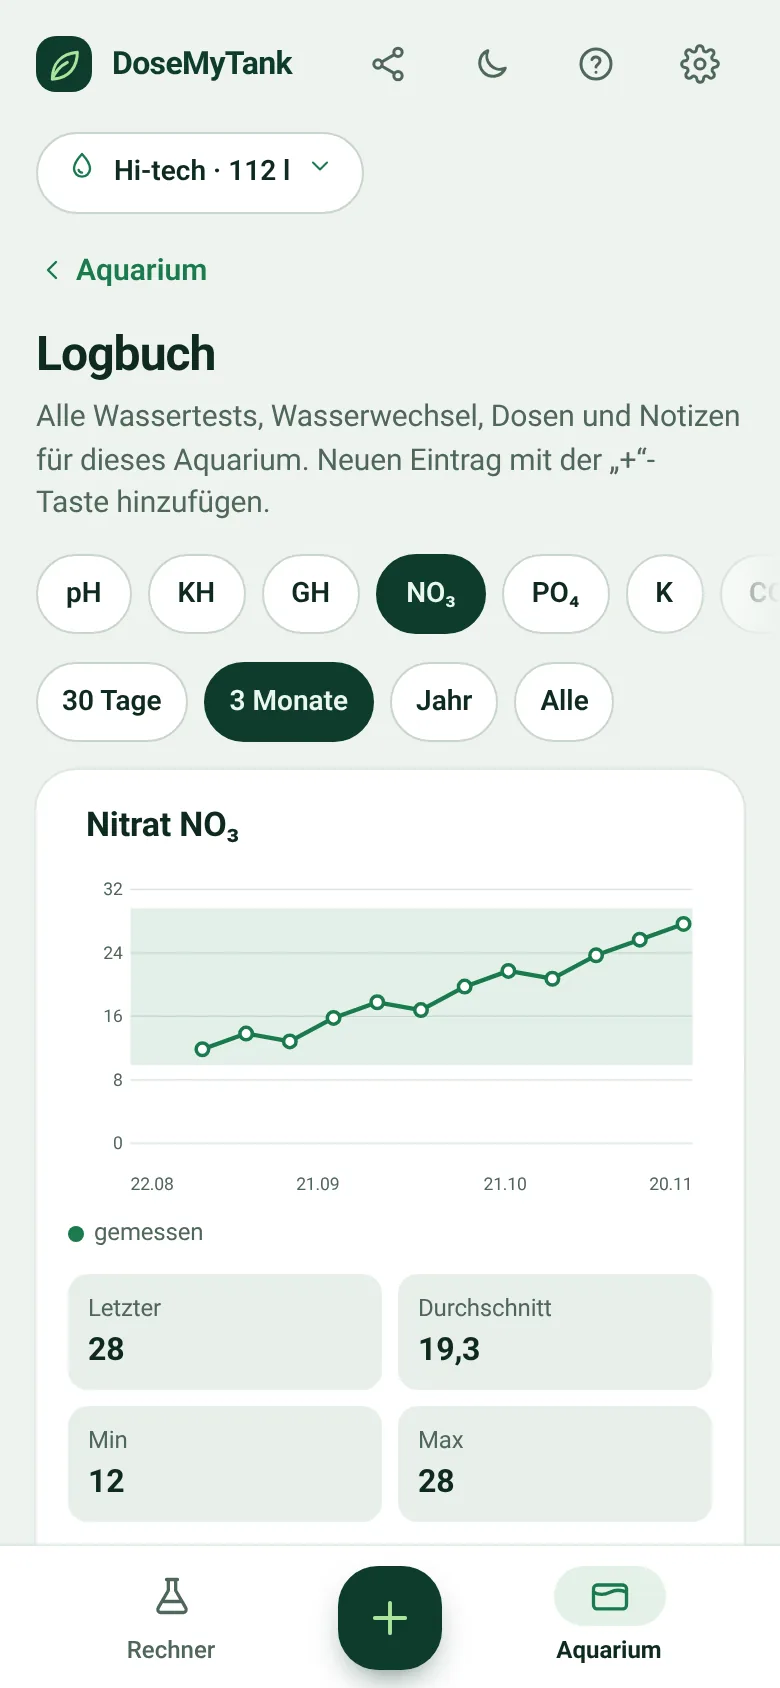 DoseMyTank
Hi-tech · 112 l
Aquarium
Logbuch
Alle Wassertests, Wasserwechsel, Dosen und Notizen
für dieses Aquarium. Neuen Eintrag mit der „+“-
Taste hinzufügen.
pH KH GH NO₃ PO₄ K
30 Tage 3 Monate Jahr Alle
Nitrat NO₃
32
24
16
8
0
22.08 21.09 21.10 20.11
gemessen
Letzter Durchschnitt
28 19,3
Min Max
12 28
Rechner Aquarium